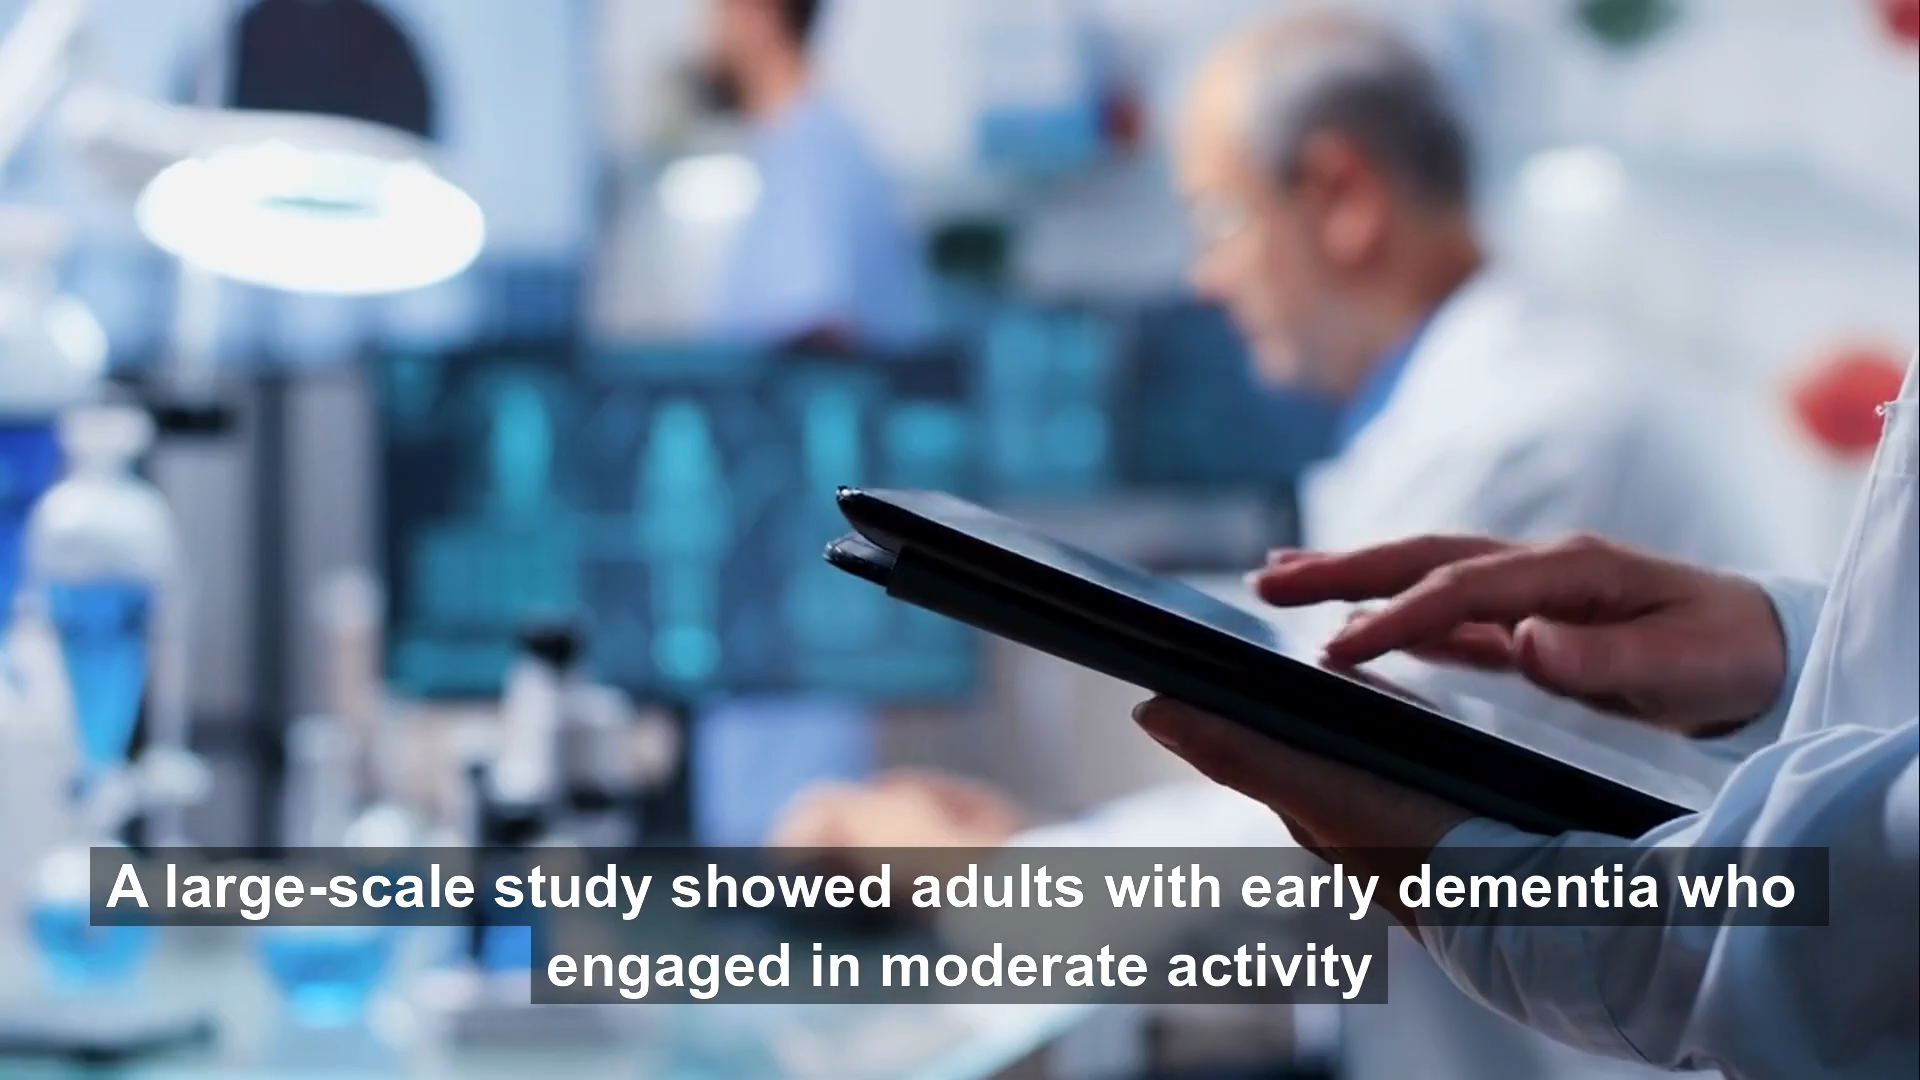 A large-scale study showed adults with early dementia who
engaged in moderate activity